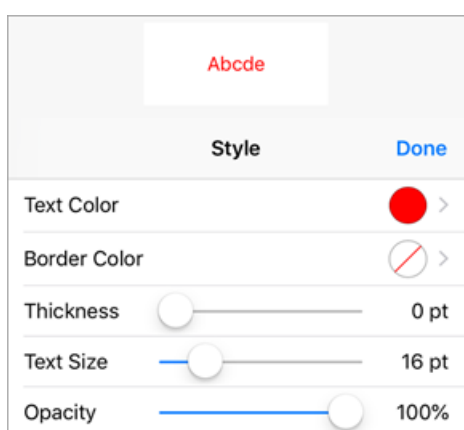 Abcde
Style Done
Text Color
Border Color
Thickness 0 pt
Text Size 16 pt
Opacity 100%